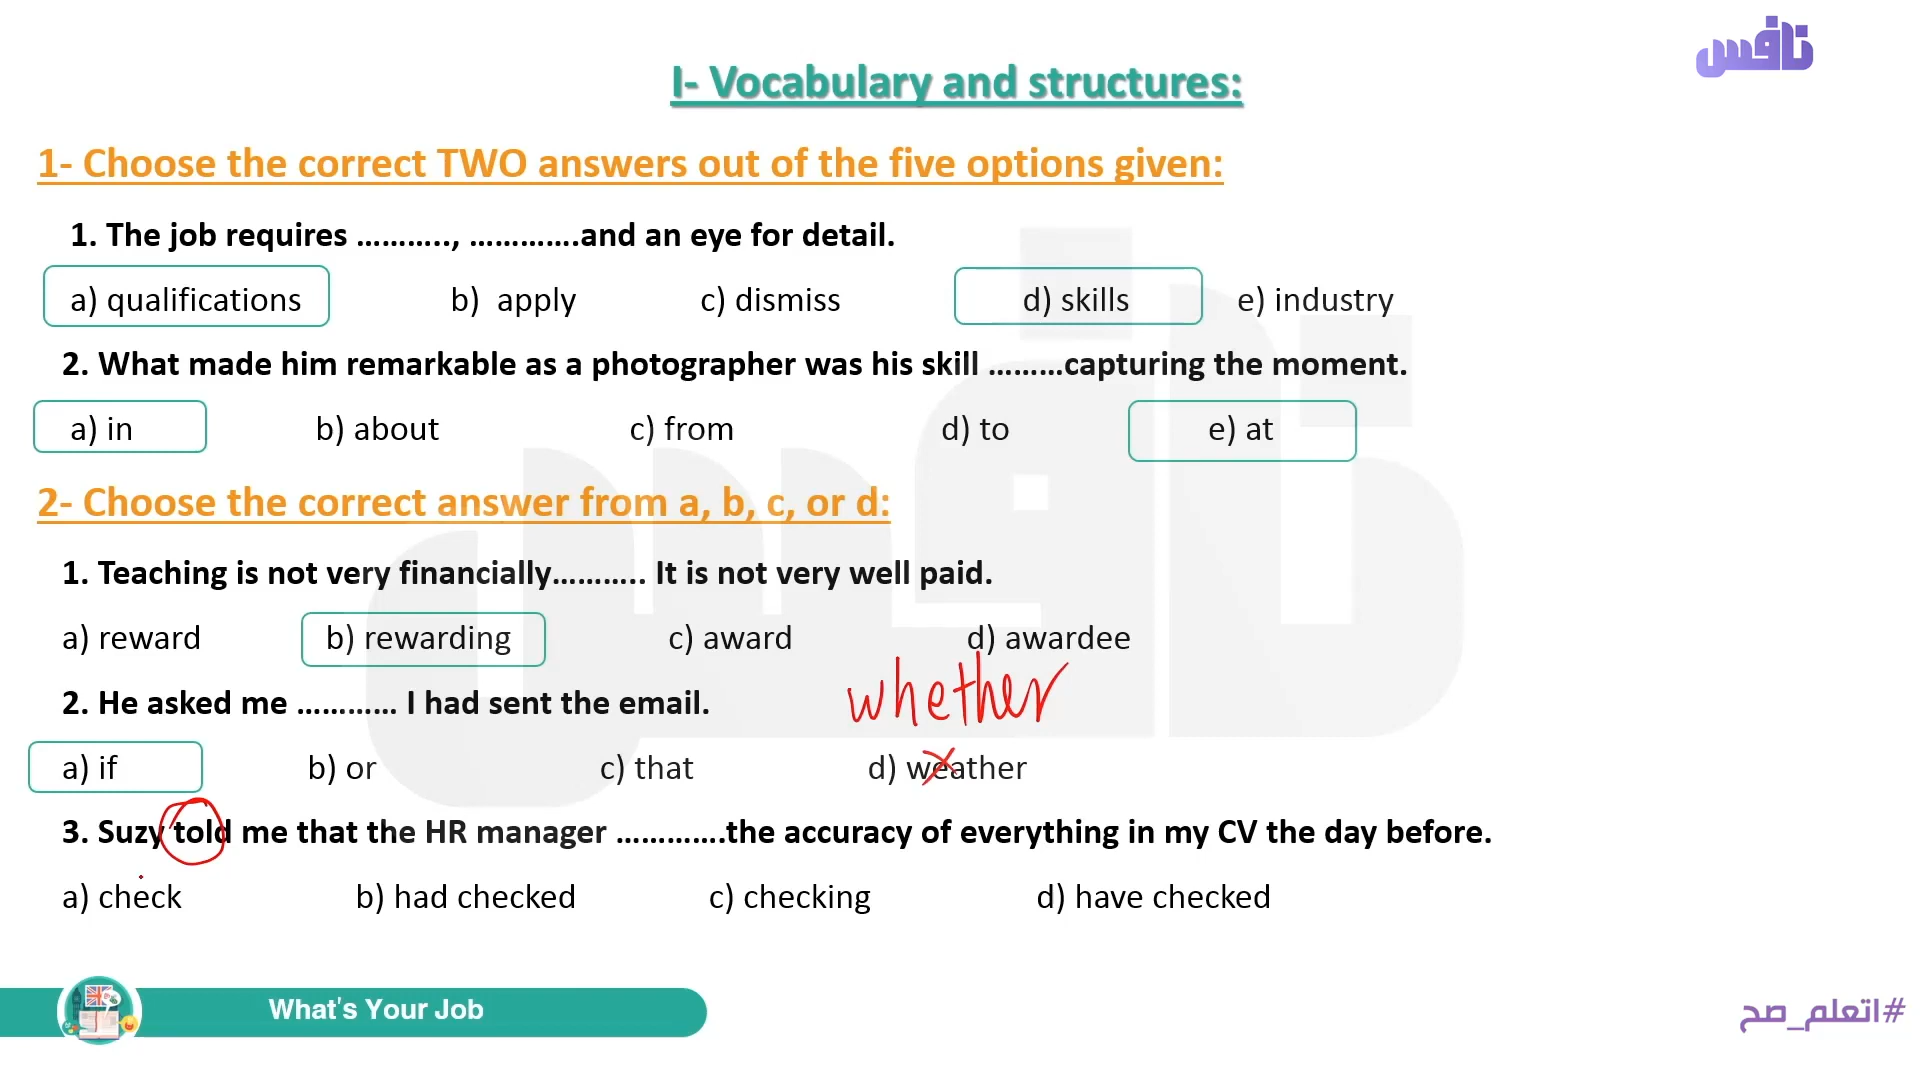 نافس
I- Vocabulary and structures:
1- Choose the correct TWO answers out of the five options given:
1. The job requires ……….., ………….and an eye for detail.
a) qualifications b) apply c) dismiss d) skills e) industry
2. What made him remarkable as a photographer was his skill ………capturing the moment.
a) in b) about c) from d) to e) at
2- Choose the correct answer from a, b, c, or d:
1. Teaching is not very financially……….. It is not very well paid.
a) reward b) rewarding c) award d) awardee
whether
2. He asked me ………… I had sent the email.
a) if b) or c) that d) weather
3. Suzy told me that the HR manager ………….the accuracy of everything in my CV the day before.
a) check b) had checked c) checking d) have checked
What's Your Job
#اتعلم_صح